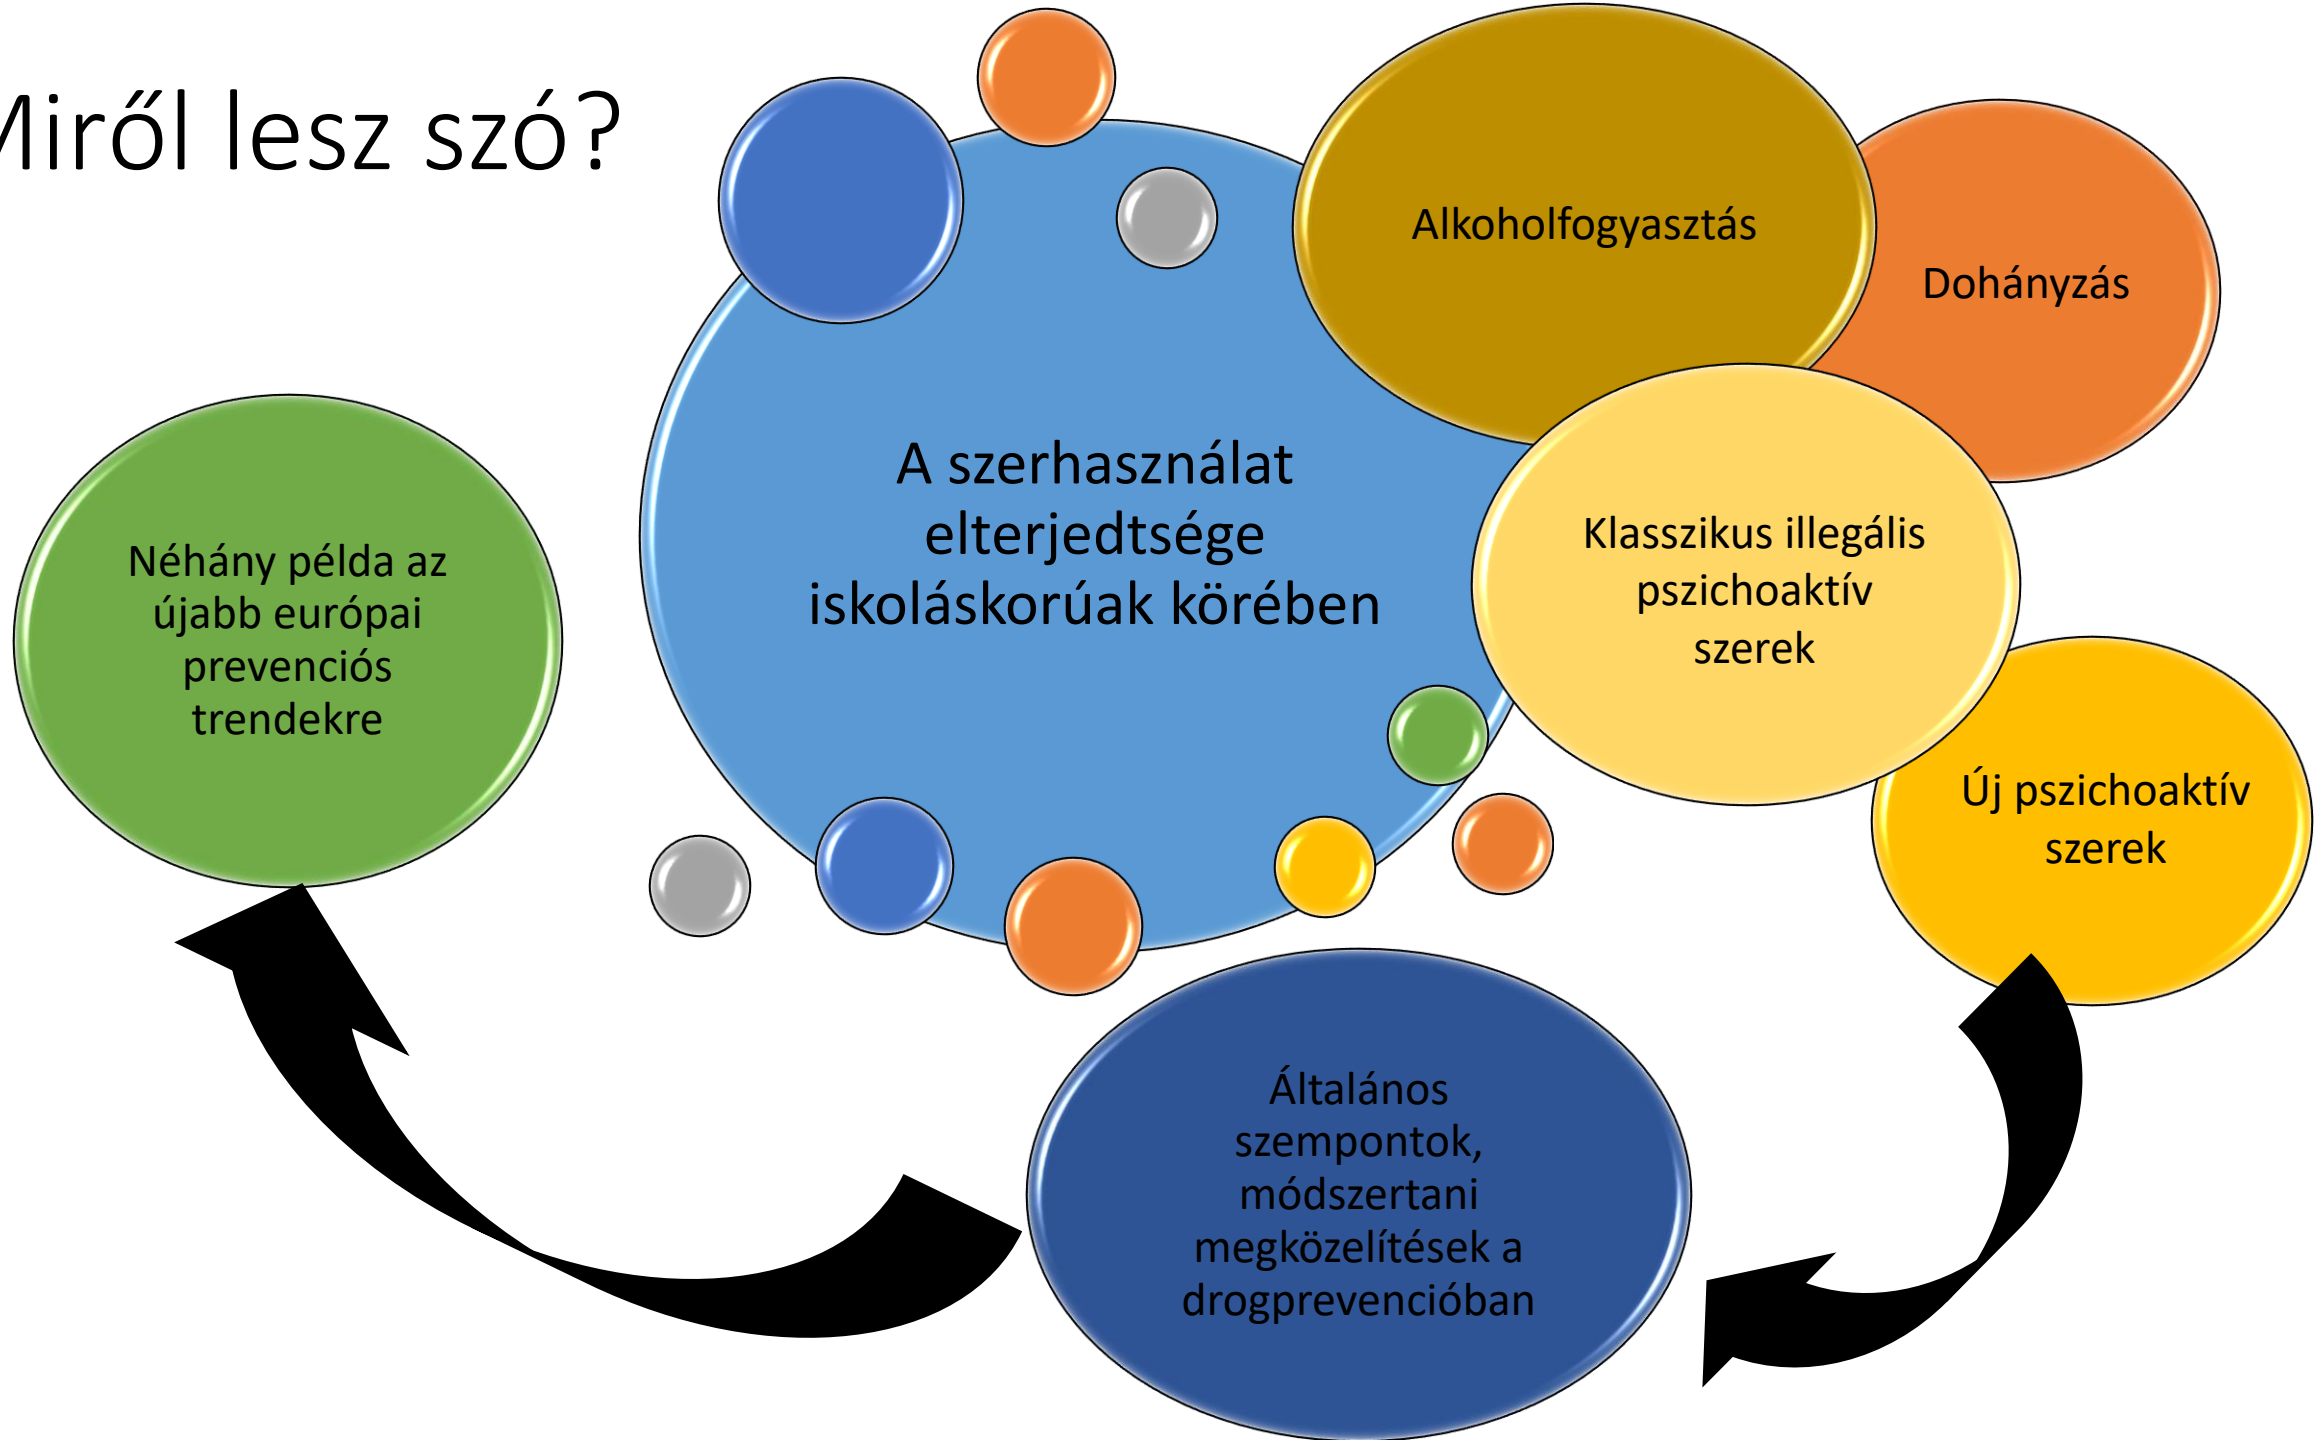 Miről lesz szó?
Alkoholfogyasztás
Dohányzás
A szerhasználat
elterjedtsége
iskoláskorúak körében
Klasszikus illegális
pszichoaktív
szerek
Új pszichoaktív
szerek
Általános
szempontok,
módszertani
megközelítések a
drogprevencióban
Néhány példa az
újabb európai
prevenciós
trendekre